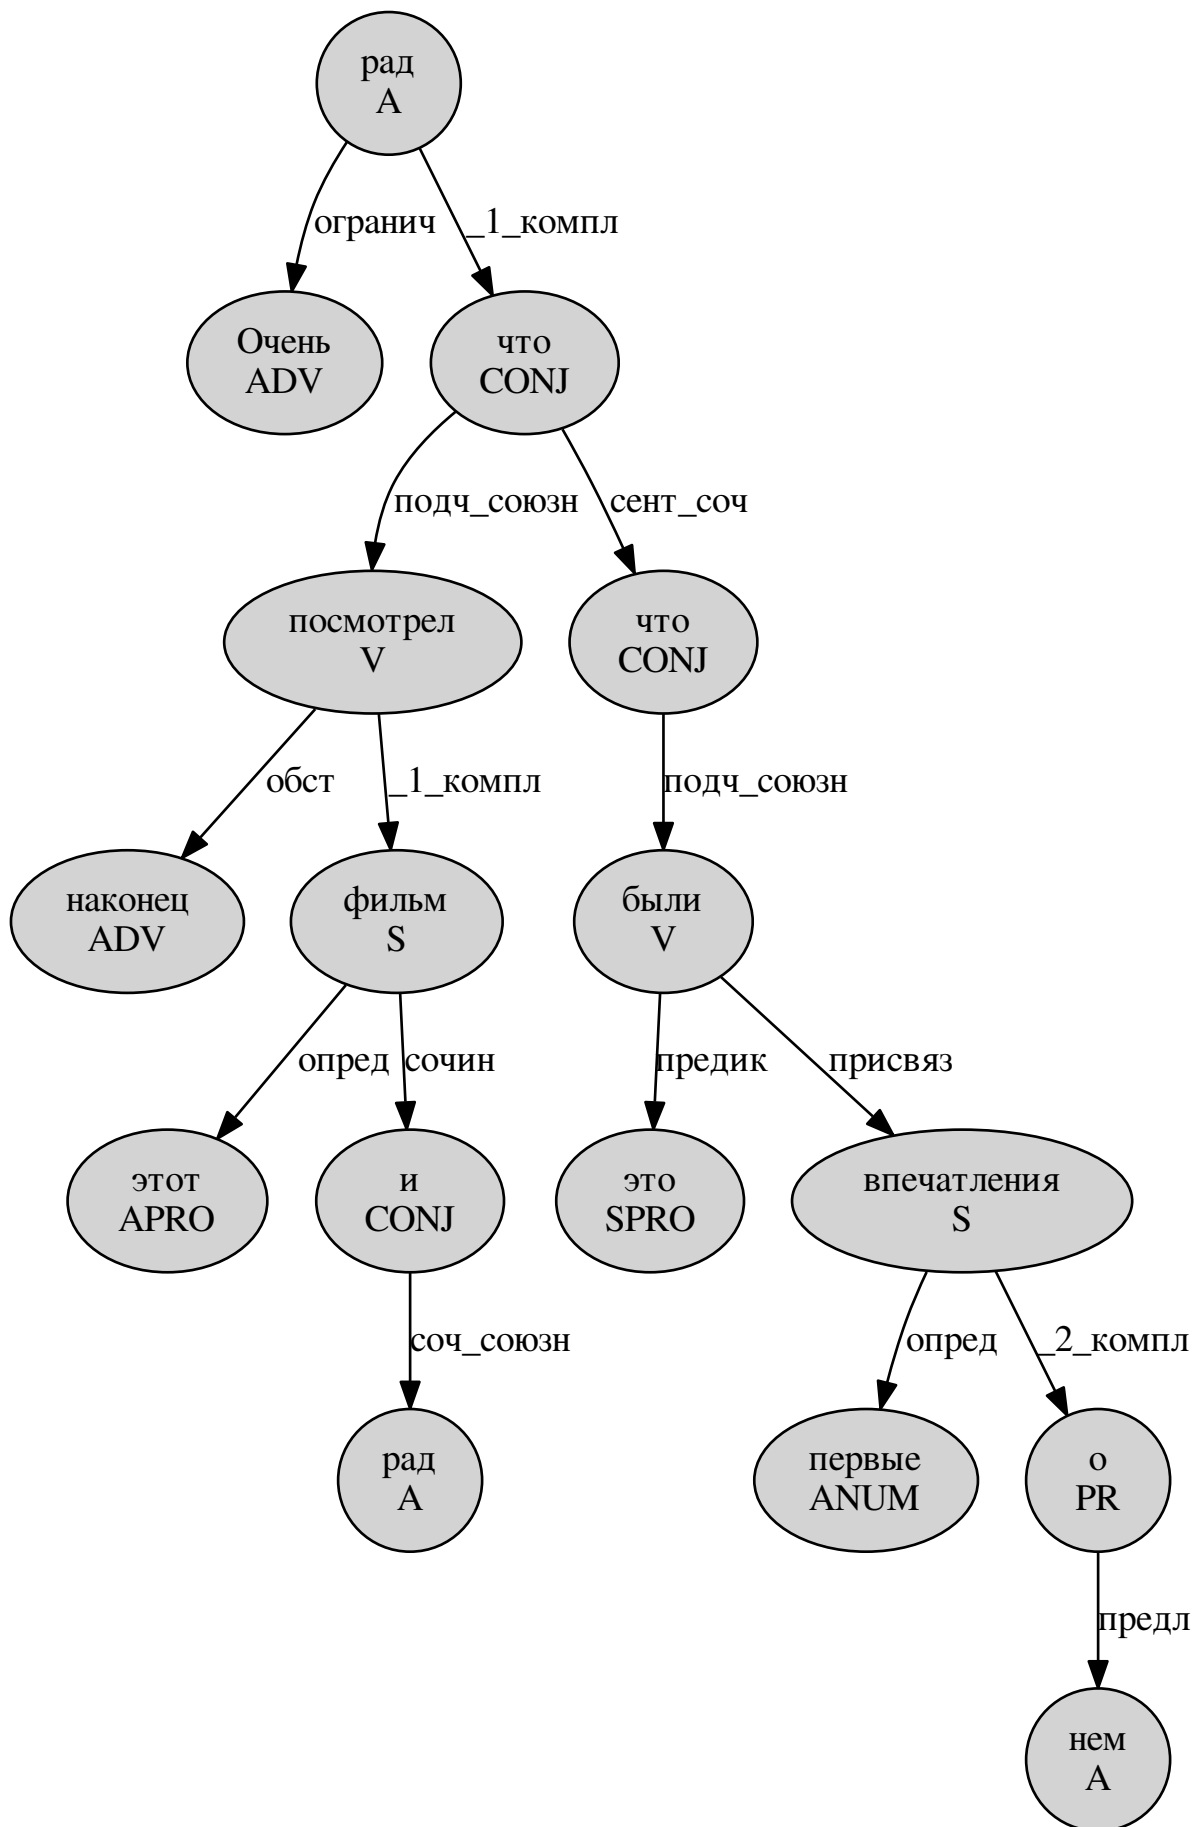 рад
A
огранич
_1_компл
Очень
ADV
что
CONJ
подч_союзн
сент_соч
посмотрел
V
что
CONJ
обст
_1_компл
подч_союзн
наконец
ADV
фильм
S
были
V
опред
сочин
предик
присвяз
этот
APRO
и
CONJ
это
SPRO
впечатления
S
соч_союзн
опред
_2_компл
рад
A
первые
ANUM
о
PR
предл
нем
A